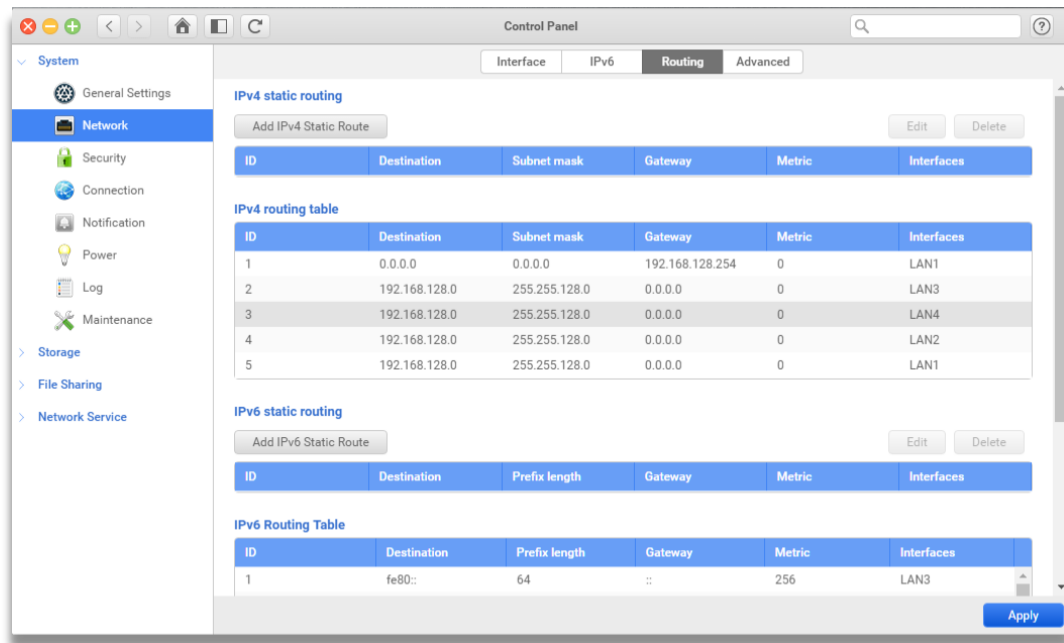 Control Panel
System
General Settings
Network
Security
Connection
Notification
Power
Log
Maintenance
Storage
File Sharing
Network Service
Interface IPv6 Routing Advanced
IPv4 static routing
Add IPv4 Static Route Edit Delete
ID Destination Subnet mask Gateway Metric Interfaces
IPv4 routing table
ID Destination Subnet mask Gateway Metric Interfaces
1 0.0.0.0 0.0.0.0 192.168.128.254 0 LAN1
2 192.168.128.0 255.255.128.0 0.0.0.0 0 LAN3
3 192.168.128.0 255.255.128.0 0.0.0.0 0 LAN4
4 192.168.128.0 255.255.128.0 0.0.0.0 0 LAN2
5 192.168.128.0 255.255.128.0 0.0.0.0 0 LAN1
IPv6 static routing
Add IPv6 Static Route Edit Delete
ID Destination Prefix length Gateway Metric Interfaces
IPv6 Routing Table
ID Destination Prefix length Gateway Metric Interfaces
1 fe80:: 64 :: 256 LAN3
Apply